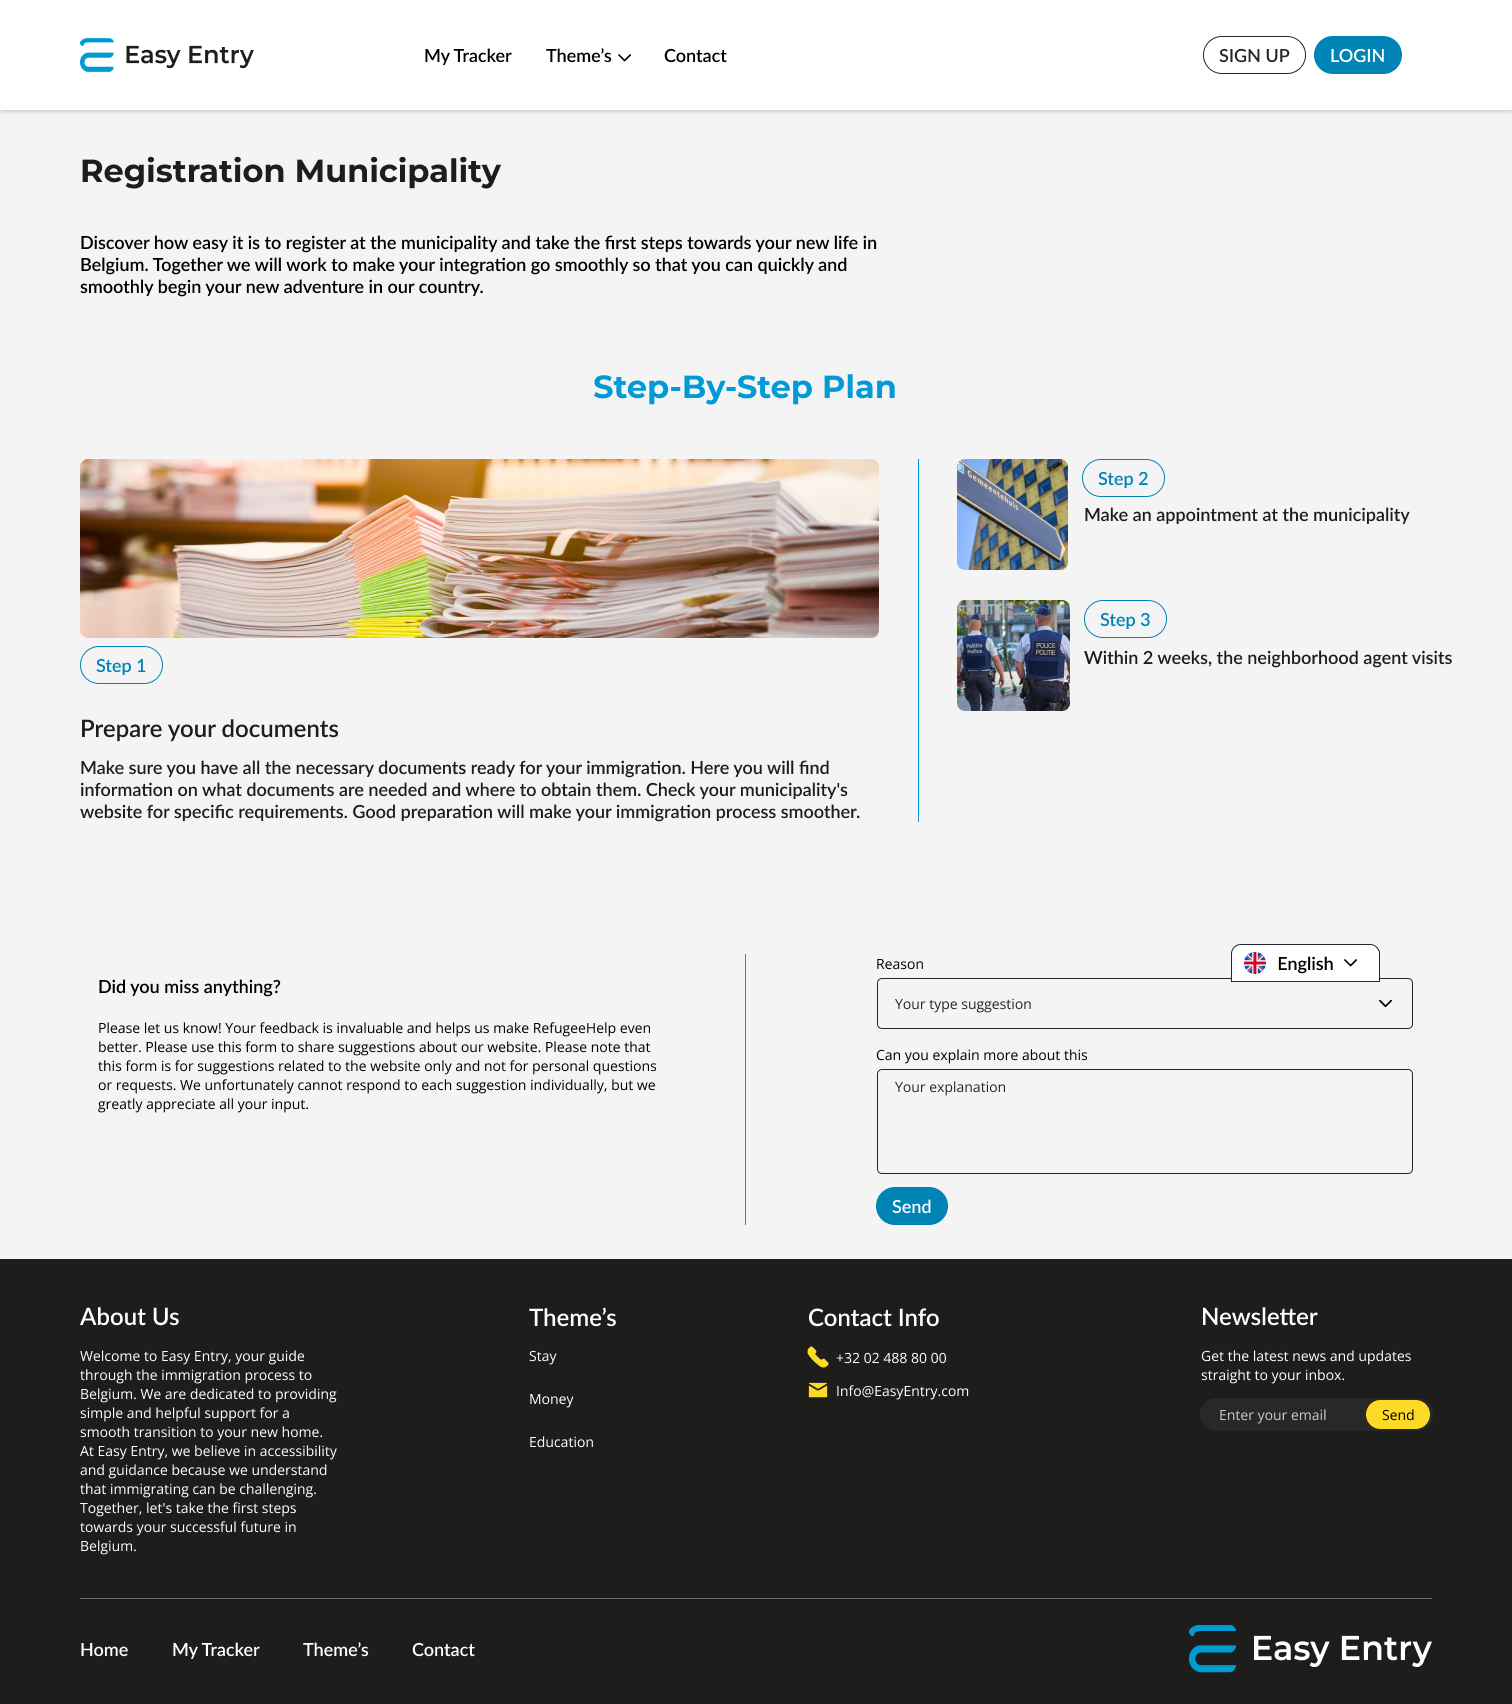 Easy Entry
My Tracker
Theme’s
Contact
SIGN UP
LOGIN
Registration Municipality
Discover how easy it is to register at the municipality and take the first steps towards your new life in
Belgium. Together we will work to make your integration go smoothly so that you can quickly and
smoothly begin your new adventure in our country.
Step-By-Step Plan
Step 1
Prepare your documents
Make sure you have all the necessary documents ready for your immigration. Here you will find
information on what documents are needed and where to obtain them. Check your municipality's
website for specific requirements. Good preparation will make your immigration process smoother.
Gemeentehuis
Step 2
Make an appointment at the municipality
Politie
Police
POLICE
POLITIE
Step 3
Within 2 weeks, the neighborhood agent visits
Did you miss anything?
Please let us know! Your feedback is invaluable and helps us make RefugeeHelp even
better. Please use this form to share suggestions about our website. Please note that
this form is for suggestions related to the website only and not for personal questions
or requests. We unfortunately cannot respond to each suggestion individually, but we
greatly appreciate all your input.
Reason
English
Your type suggestion
Can you explain more about this
Your explanation
Send
About Us
Welcome to Easy Entry, your guide
through the immigration process to
Belgium. We are dedicated to providing
simple and helpful support for a
smooth transition to your new home.
At Easy Entry, we believe in accessibility
and guidance because we understand
that immigrating can be challenging.
Together, let's take the first steps
towards your successful future in
Belgium.
Theme’s
Stay
Money
Education
Contact Info
+32 02 488 80 00
Info@EasyEntry.com
Newsletter
Get the latest news and updates
straight to your inbox.
Enter your email
Send
Home
My Tracker
Theme’s
Contact
Easy Entry